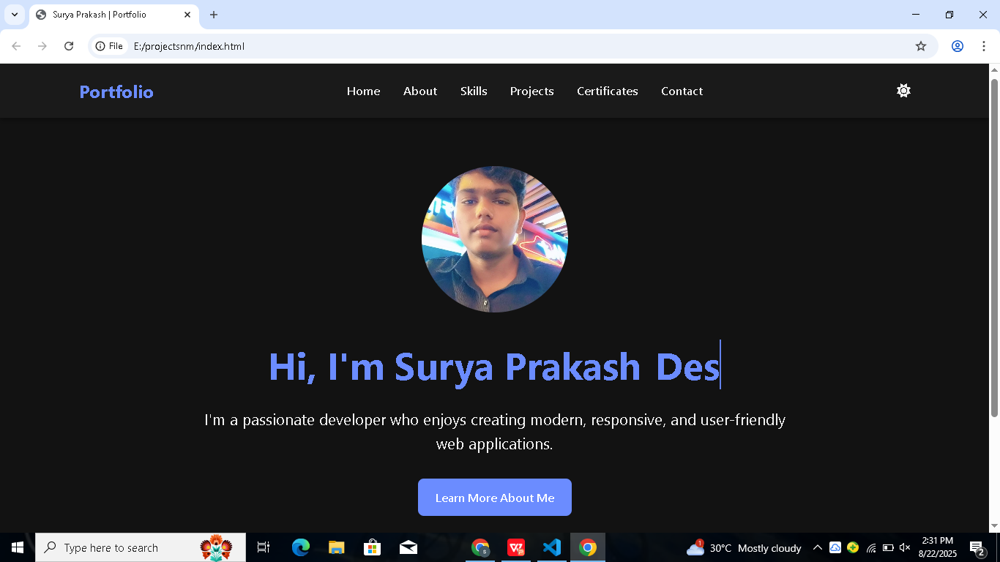 Surya Prakash | Portfolio
File E:/projectsnm/index.html
Portfolio
Home About Skills Projects Certificates Contact
Hi, I'm Surya Prakash Des
I'm a passionate developer who enjoys creating modern, responsive, and user-friendly
web applications.
Learn More About Me
Type here to search
1
30°C Mostly cloudy
2:31 PM
8/22/2025
2